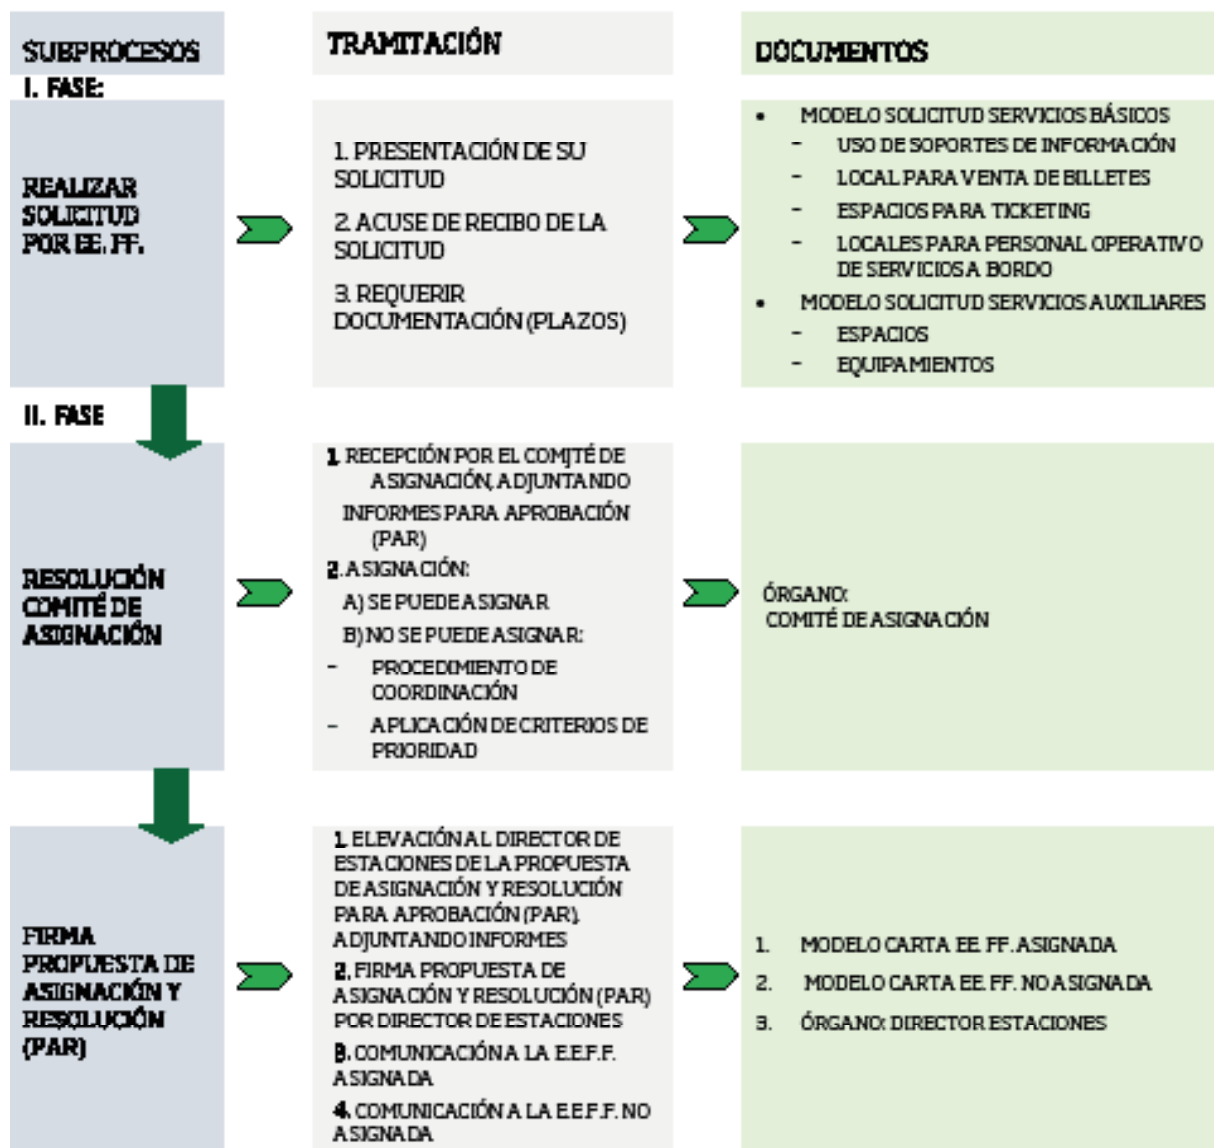 SUBPROCESOS
TRAMITACIÓN
DOCUMENTOS
I. FASE:
REALIZAR
SOLICITUD
POR EE. FF.
1. PRESENTACIÓN DE SU
SOLICITUD
2. ACUSE DE RECIBO DE LA
SOLICITUD
3. REQUERIR
DOCUMENTACIÓN (PLAZOS)
• MODELO SOLICITUD SERVICIOS BÁSICOS
- USO DE SOPORTES DE INFORMACIÓN
- LOCAL PARA VENTA DE BILLETES
- ESPACIOS PARA TICKETING
- LOCALES PARA PERSONAL OPERATIVO
DE SERVICIOS A BORDO
• MODELO SOLICITUD SERVICIOS AUXILIARES
- ESPACIOS
- EQUIPAMIENTOS
II. FASE
RESOLUCIÓN
COMITÉ DE
ASIGNACIÓN
1. RECEPCIÓN POR EL COMITÉ DE
ASIGNACIÓN, ADJUNTANDO
INFORMES PARA APROBACIÓN
(PAR)
2. ASIGNACIÓN:
A) SE PUEDE ASIGNAR
B) NO SE PUEDE ASIGNAR:
- PROCEDIMIENTO DE
COORDINACIÓN
- APLICACIÓN DE CRITERIOS DE
PRIORIDAD
ÓRGANO:
COMITÉ DE ASIGNACIÓN
FIRMA
PROPUESTA DE
ASIGNACIÓN Y
RESOLUCIÓN
(PAR)
1. ELEVACIÓN AL DIRECTOR DE
ESTACIONES DE LA PROPUESTA
DE ASIGNACIÓN Y RESOLUCIÓN
PARA APROBACIÓN (PAR),
ADJUNTANDO INFORMES
2. FIRMA PROPUESTA DE
ASIGNACIÓN Y RESOLUCIÓN (PAR)
POR DIRECTOR DE ESTACIONES
3. COMUNICACIÓN A LA E.E.F.F.
ASIGNADA
4. COMUNICACIÓN A LA E.E.F.F. NO
ASIGNADA
1. MODELO CARTA EE. FF. ASIGNADA
2. MODELO CARTA EE. FF. NO ASIGNADA
3. ÓRGANO: DIRECTOR ESTACIONES